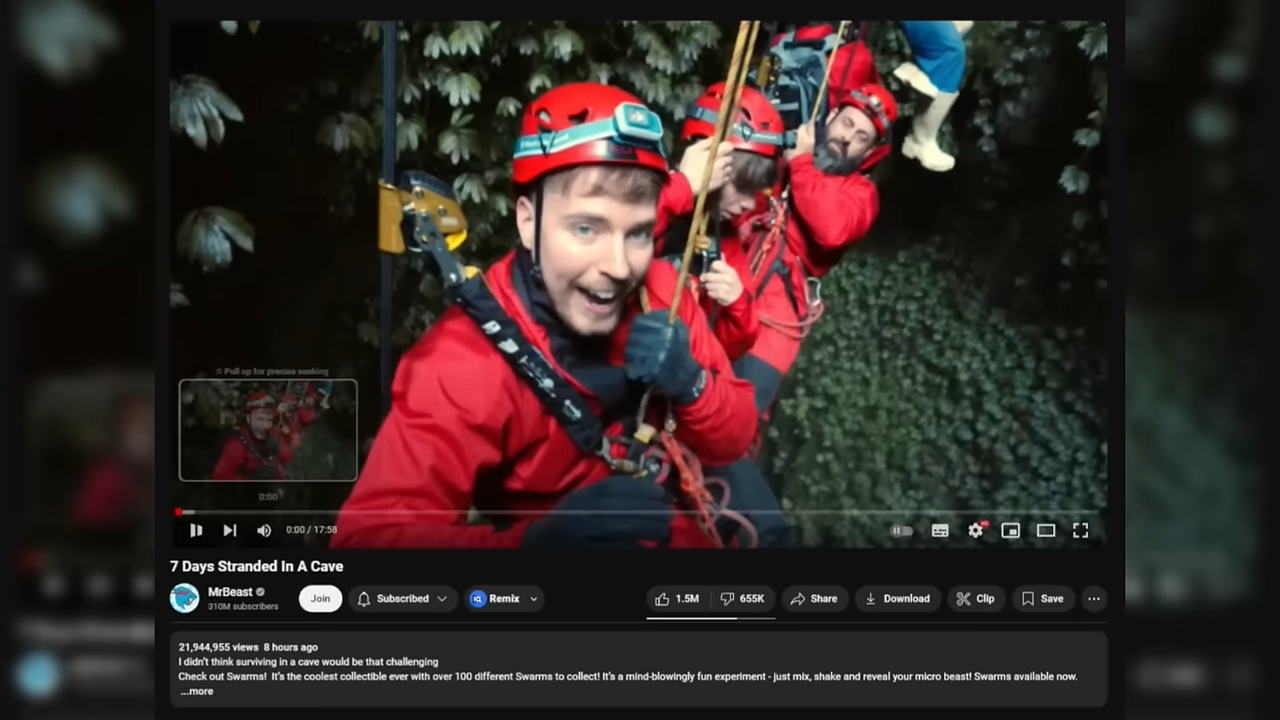 Pull up for precise seeking
0:00
0:00 / 17:58
HD
7 Days Stranded In A Cave
MrBeast
310M subscribers
Join
Subscribed
Remix
1.5M
655K
Share
Download
Clip
Save
21,944,955 views 8 hours ago
I didn't think surviving in a cave would be that challenging
Check out Swarms! It's the coolest collectible ever with over 100 different Swarms to collect! It's a mind-blowingly fun experiment - just mix, shake and reveal your micro beast! Swarms available now.
...more